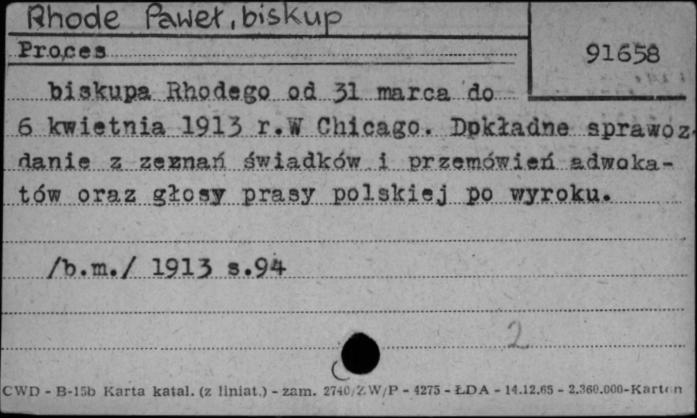 Rhode Paweł, biskup
Proces
91658
biskupa Rhodego od 31 marca do
6 kwietnia 1913 r.W Chicago. Dokładne sprawoz-
danie z zeznań świadków i przemówień adwoka-
tów oraz głosy prasy polskiej po wyroku.
/b.m./ 1913 s.94
2
CWD - B-15b Karta katal. (z liniat.) - zam. 2740/ZW/P - 4275 - ŁDA - 14.12.65 - 2.360.000-Karton